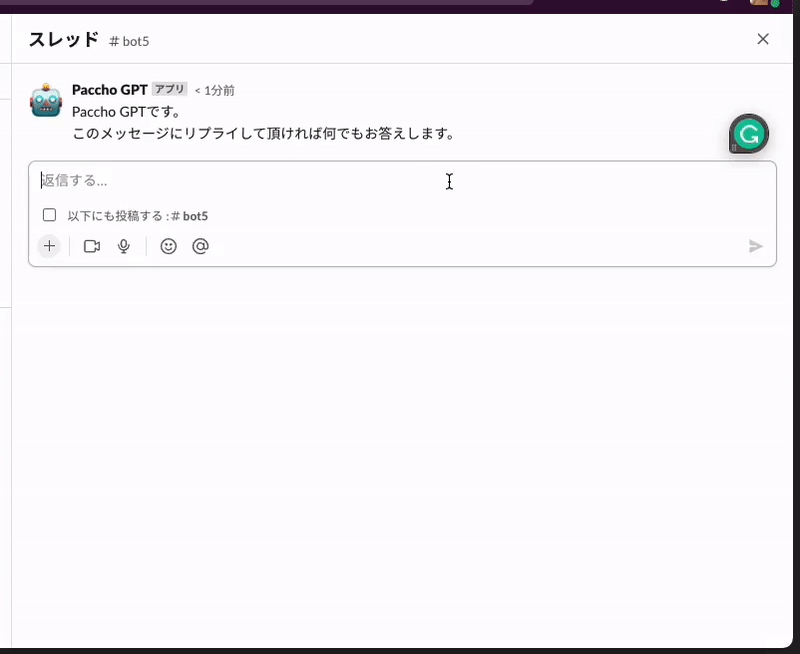 スレッド # bot5
Paccho GPT アプリ < 1分前
Paccho GPTです。
このメッセージにリプライして頂ければ何でもお答えします。
返信する...
以下にも投稿する : # bot5